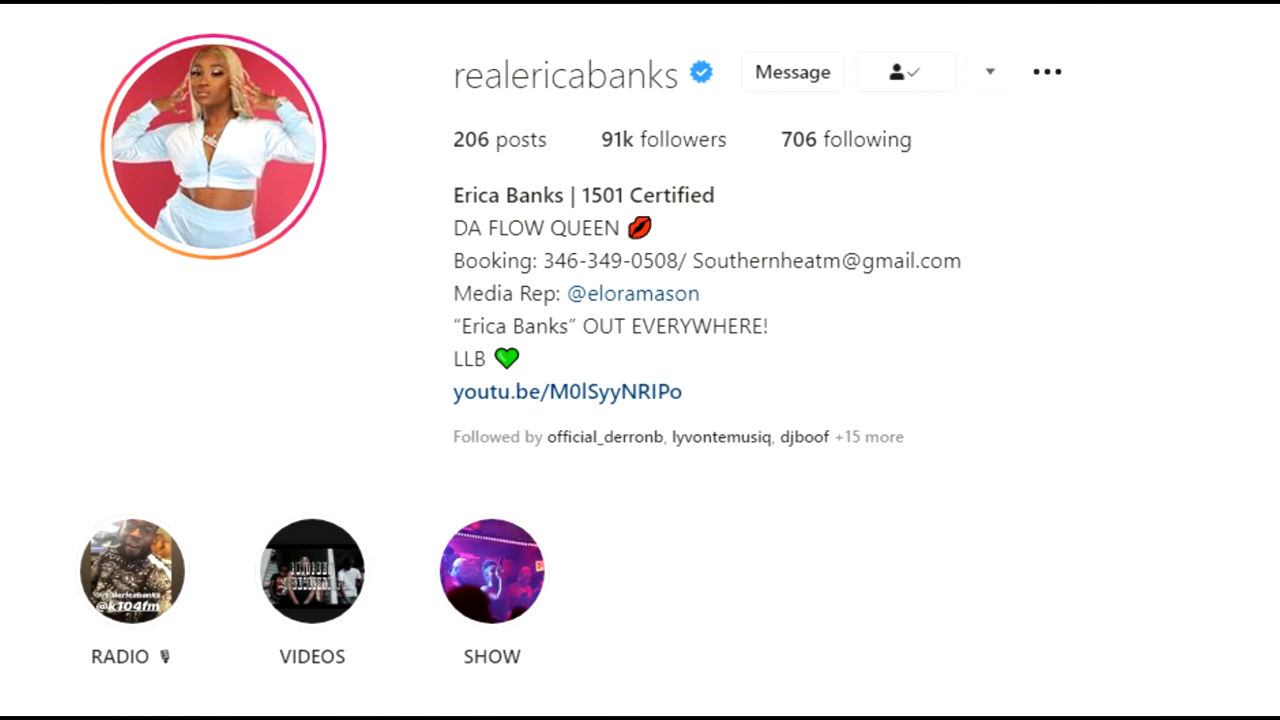 realericabanks Message
206 posts 91k followers 706 following
Erica Banks | 1501 Certified
DA FLOW QUEEN 💋
Booking: 346-349-0508/ Southernheatm@gmail.com
Media Rep: @eloramason
“Erica Banks” OUT EVERYWHERE!
LLB 💚
youtu.be/M0lSyyNRIPo
Followed by official_derronb, lyvontemusiq, djboof +15 more
@realericabanks
@k104fm
RADIO 🎙 VIDEOS SHOW